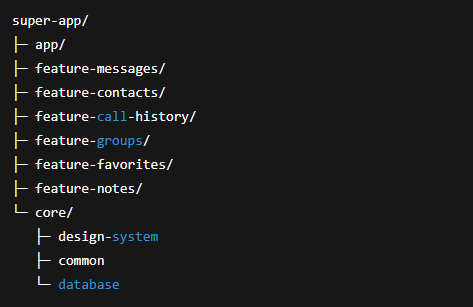 super-app/
├─ app/
├─ feature-messages/
├─ feature-contacts/
├─ feature-call-history/
├─ feature-groups/
├─ feature-favorites/
├─ feature-notes/
└─ core/
   ├─ design-system
   ├─ common
   └─ database